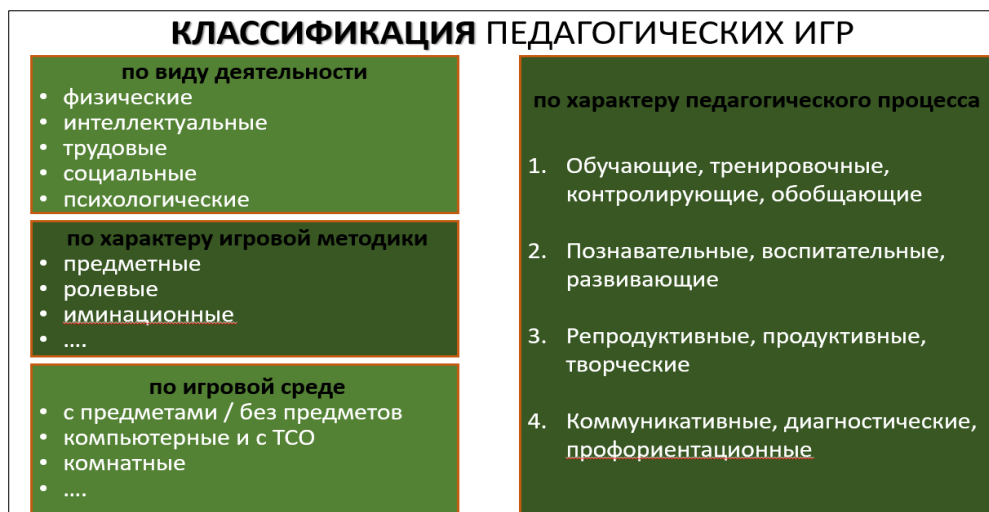 КЛАССИФИКАЦИЯ ПЕДАГОГИЧЕСКИХ ИГР
по виду деятельности
• физические
• интеллектуальные
• трудовые
• социальные
• психологические
по характеру игровой методики
• предметные
• ролевые
• иминационные
• ....
по игровой среде
• с предметами / без предметов
• компьютерные и с ТСО
• комнатные
• ....
по характеру педагогического процесса
1. Обучающие, тренировочные,
контролирующие, обобщающие
2. Познавательные, воспитательные,
развивающие
3. Репродуктивные, продуктивные,
творческие
4. Коммуникативные, диагностические,
профориентационные